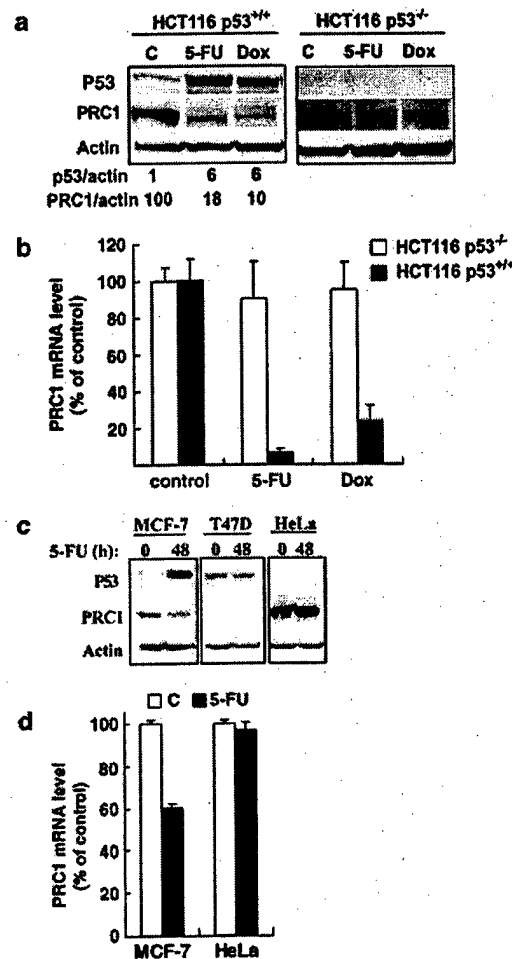 a
HCT116 p53+/+ HCT116 p53-/-
C 5-FU Dox C 5-FU Dox
P53
PRC1
Actin
p53/actin 1 6 6
PRC1/actin 100 18 10
b
HCT116 p53-/-
HCT116 p53+/+
PRC1 mRNA level
(% of control)
120
100
80
60
40
20
control 5-FU Dox
c
MCF-7 T47D HeLa
5-FU (h): 0 48 0 48 0 48
P53
PRC1
Actin
d
C 5-FU
PRC1 mRNA level
(% of control)
100
80
60
40
20
0
MCF-7 HeLa